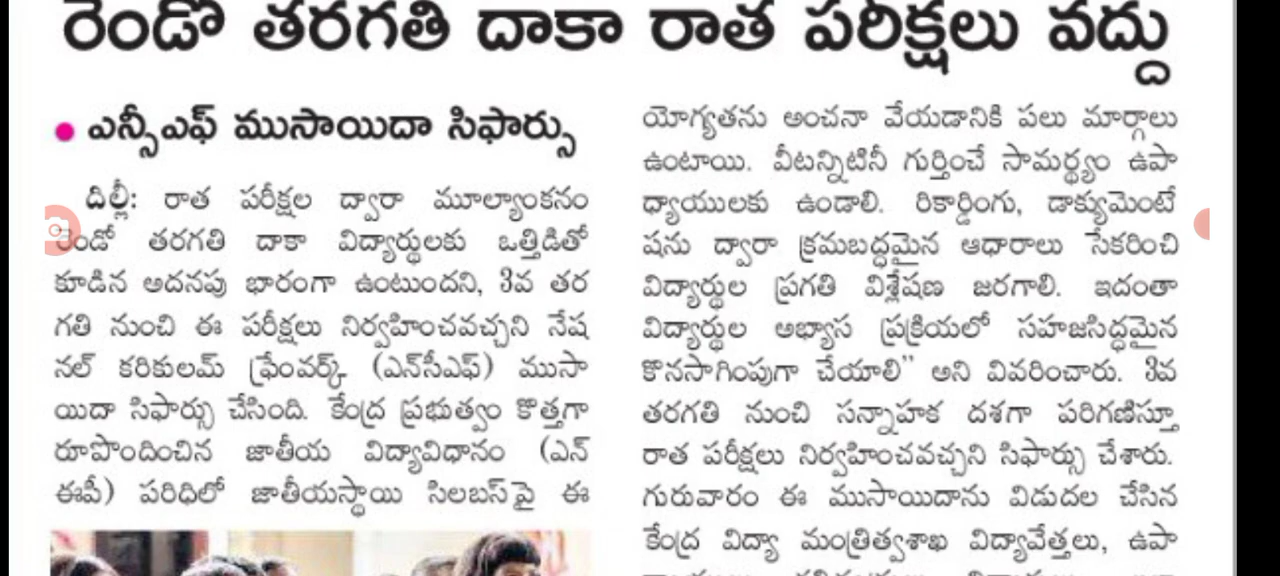 రెండో తరగతి దాకా రాత పరీక్షలు వద్దు
• ఎన్సీఎఫ్ ముసాయిదా సిఫార్సు
దిల్లీ: రాత పరీక్షల ద్వారా మూల్యాంకనం
రెండో తరగతి దాకా విద్యార్థులకు ఒత్తిడితో
కూడిన అదనపు భారంగా ఉంటుందని, 3వ తర
గతి నుంచి ఈ పరీక్షలు నిర్వహించవచ్చని నేష
నల్ కరికులమ్ ఫ్రేంవర్క్ (ఎన్‌సీఎఫ్) ముసా
యిదా సిఫార్సు చేసింది. కేంద్ర ప్రభుత్వం కొత్తగా
రూపొందించిన జాతీయ విద్యావిధానం (ఎన్
ఈపీ) పరిధిలో జాతీయస్థాయి సిలబస్‌పై ఈ
యోగ్యతను అంచనా వేయడానికి పలు మార్గాలు
ఉంటాయి. వీటన్నిటినీ గుర్తించే సామర్థ్యం ఉపా
ధ్యాయులకు ఉండాలి. రికార్డింగు, డాక్యుమెంటే
షను ద్వారా క్రమబద్ధమైన ఆధారాలు సేకరించి
విద్యార్థుల ప్రగతి విశ్లేషణ జరగాలి. ఇదంతా
విద్యార్థుల అభ్యాస ప్రక్రియలో సహజసిద్ధమైన
కొనసాగింపుగా చేయాలి’’ అని వివరించారు. 3వ
తరగతి నుంచి సన్నాహక దశగా పరిగణిస్తూ
రాత పరీక్షలు నిర్వహించవచ్చని సిఫార్సు చేశారు.
గురువారం ఈ ముసాయిదాను విడుదల చేసిన
కేంద్ర విద్యా మంత్రిత్వశాఖ విద్యావేత్తలు, ఉపా